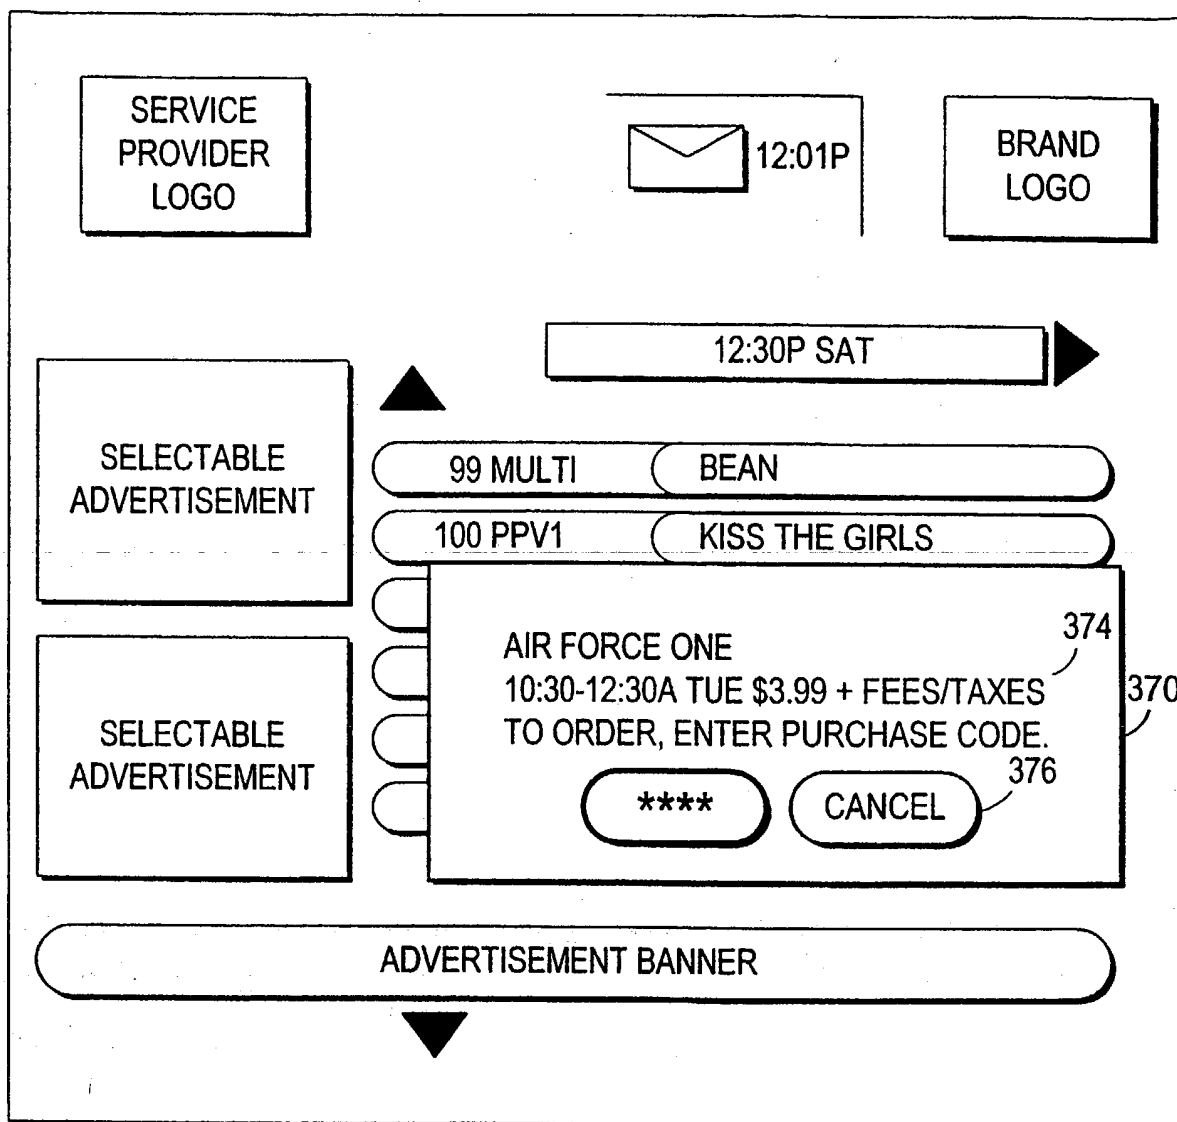 SERVICE
PROVIDER
LOGO
12:01P
BRAND
LOGO
12:30P SAT
SELECTABLE
ADVERTISEMENT
99 MULTI BEAN
100 PPV1 KISS THE GIRLS
374
AIR FORCE ONE
10:30-12:30A TUE $3.99 + FEES/TAXES
370
TO ORDER, ENTER PURCHASE CODE.
376
**** CANCEL
SELECTABLE
ADVERTISEMENT
ADVERTISEMENT BANNER